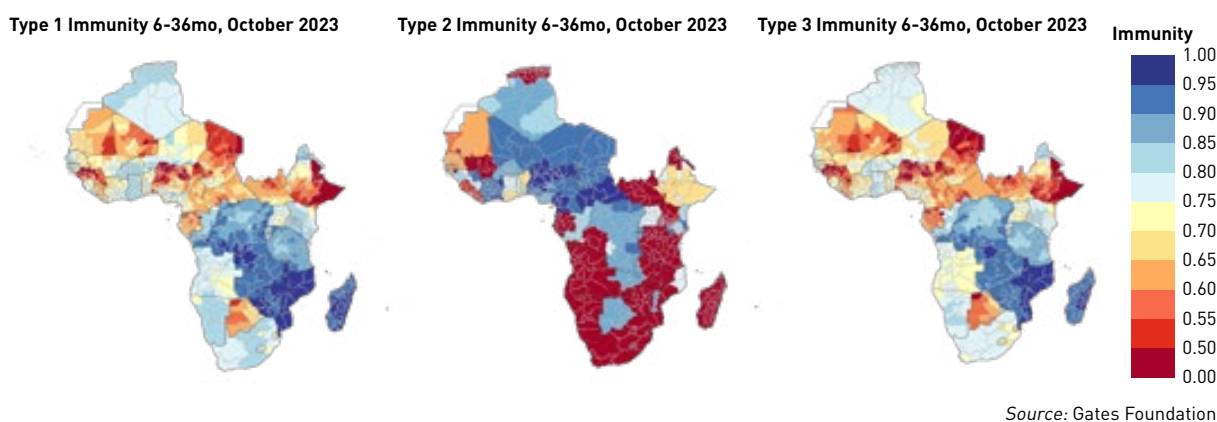 Type 1 Immunity 6-36mo, October 2023
Type 2 Immunity 6-36mo, October 2023
Type 3 Immunity 6-36mo, October 2023
Immunity
1.00
0.95
0.90
0.85
0.80
0.75
0.70
0.65
0.60
0.55
0.50
0.00
Source: Gates Foundation